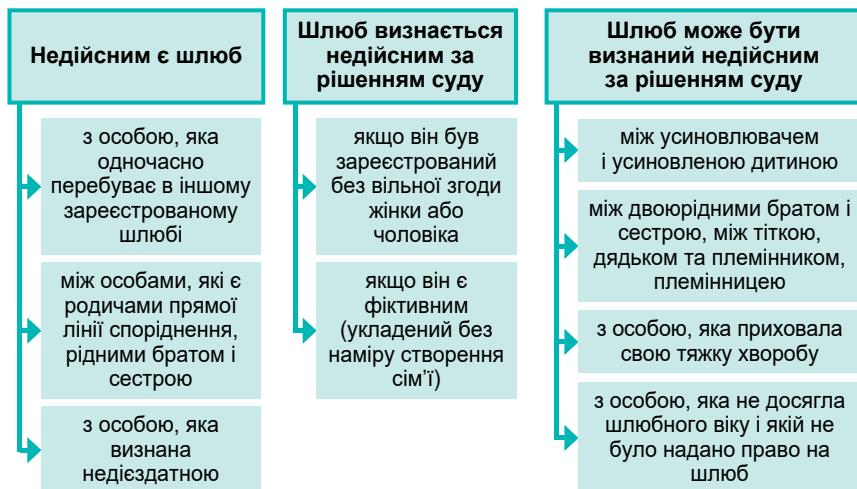 Недійсним є шлюб
з особою, яка
одночасно
перебуває в іншому
зареєстрованому
шлюбі
між особами, які є
родичами прямої
лінії споріднення,
рідними братом і
сестрою
з особою, яка
визнана
недієздатною
Шлюб визнається
недійсним за
рішенням суду
якщо він був
зареєстрований
без вільної згоди
жінки або
чоловіка
якщо він є
фіктивним
(укладений без
наміру створення
сім’ї)
Шлюб може бути
визнаний недійсним
за рішенням суду
між усиновлювачем
і усиновленою дитиною
між двоюрідними братом і
сестрою, між тіткою,
дядьком та племінником,
племінницею
з особою, яка приховала
свою тяжку хворобу
з особою, яка не досягла
шлюбного віку і якій не
було надано право на
шлюб